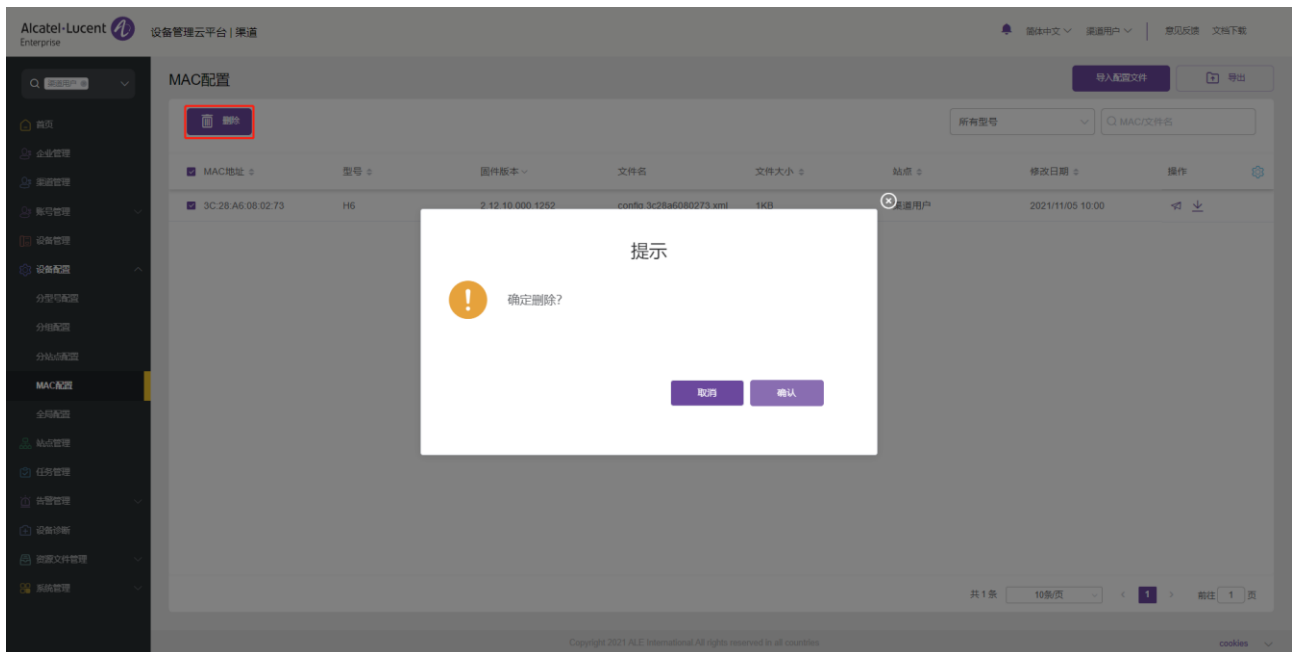 Alcatel·Lucent
Enterprise
设备管理云平台 | 渠道
简体中文
渠道用户
意见反馈
文档下载
渠道用户
MAC配置
导入配置文件
导出
删除
所有型号
MAC/文件名
首页
企业管理
渠道管理
账号管理
设备管理
设备配置
分型号配置
分组配置
分站点配置
MAC配置
全局配置
站点管理
任务管理
告警管理
设备诊断
资源文件管理
系统管理
MAC地址 型号 固件版本 文件名 文件大小 站点 修改日期 操作
3C:28:A6:08:02:73 H6 2.12.10.000.1252 config.3c28a6080273.xml 1KB 渠道用户 2021/11/05 10:00
提示
确定删除?
取消 确认
共 1 条 10条/页 1 前往 1 页
Copyright 2021 ALE International.All rights reserved in all countries
cookies